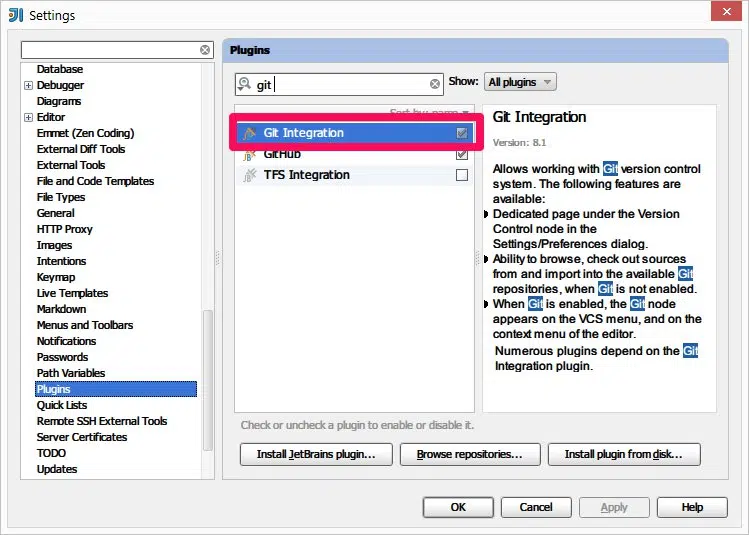 Settings
Database
Debugger
Diagrams
Editor
Emmet (Zen Coding)
External Diff Tools
External Tools
File and Code Templates
File Types
General
HTTP Proxy
Images
Intentions
Keymap
Live Templates
Markdown
Menus and Toolbars
Notifications
Passwords
Path Variables
Plugins
Quick Lists
Remote SSH External Tools
Server Certificates
TODO
Updates
Plugins
git
Show: All plugins
Sort by: name
Git Integration
GitHub
TFS Integration
Git Integration
Version: 8.1
Allows working with Git version control
system. The following features are
available:
Dedicated page under the Version
Control node in the
Settings/Preferences dialog.
Ability to browse, check out sources
from and import into the available Git
repositories, when Git is not enabled.
When Git is enabled, the Git node
appears on the VCS menu, and on the
context menu of the editor.
Numerous plugins depend on the Git
Integration plugin.
Check or uncheck a plugin to enable or disable it.
Install JetBrains plugin...
Browse repositories...
Install plugin from disk...
OK
Cancel
Apply
Help